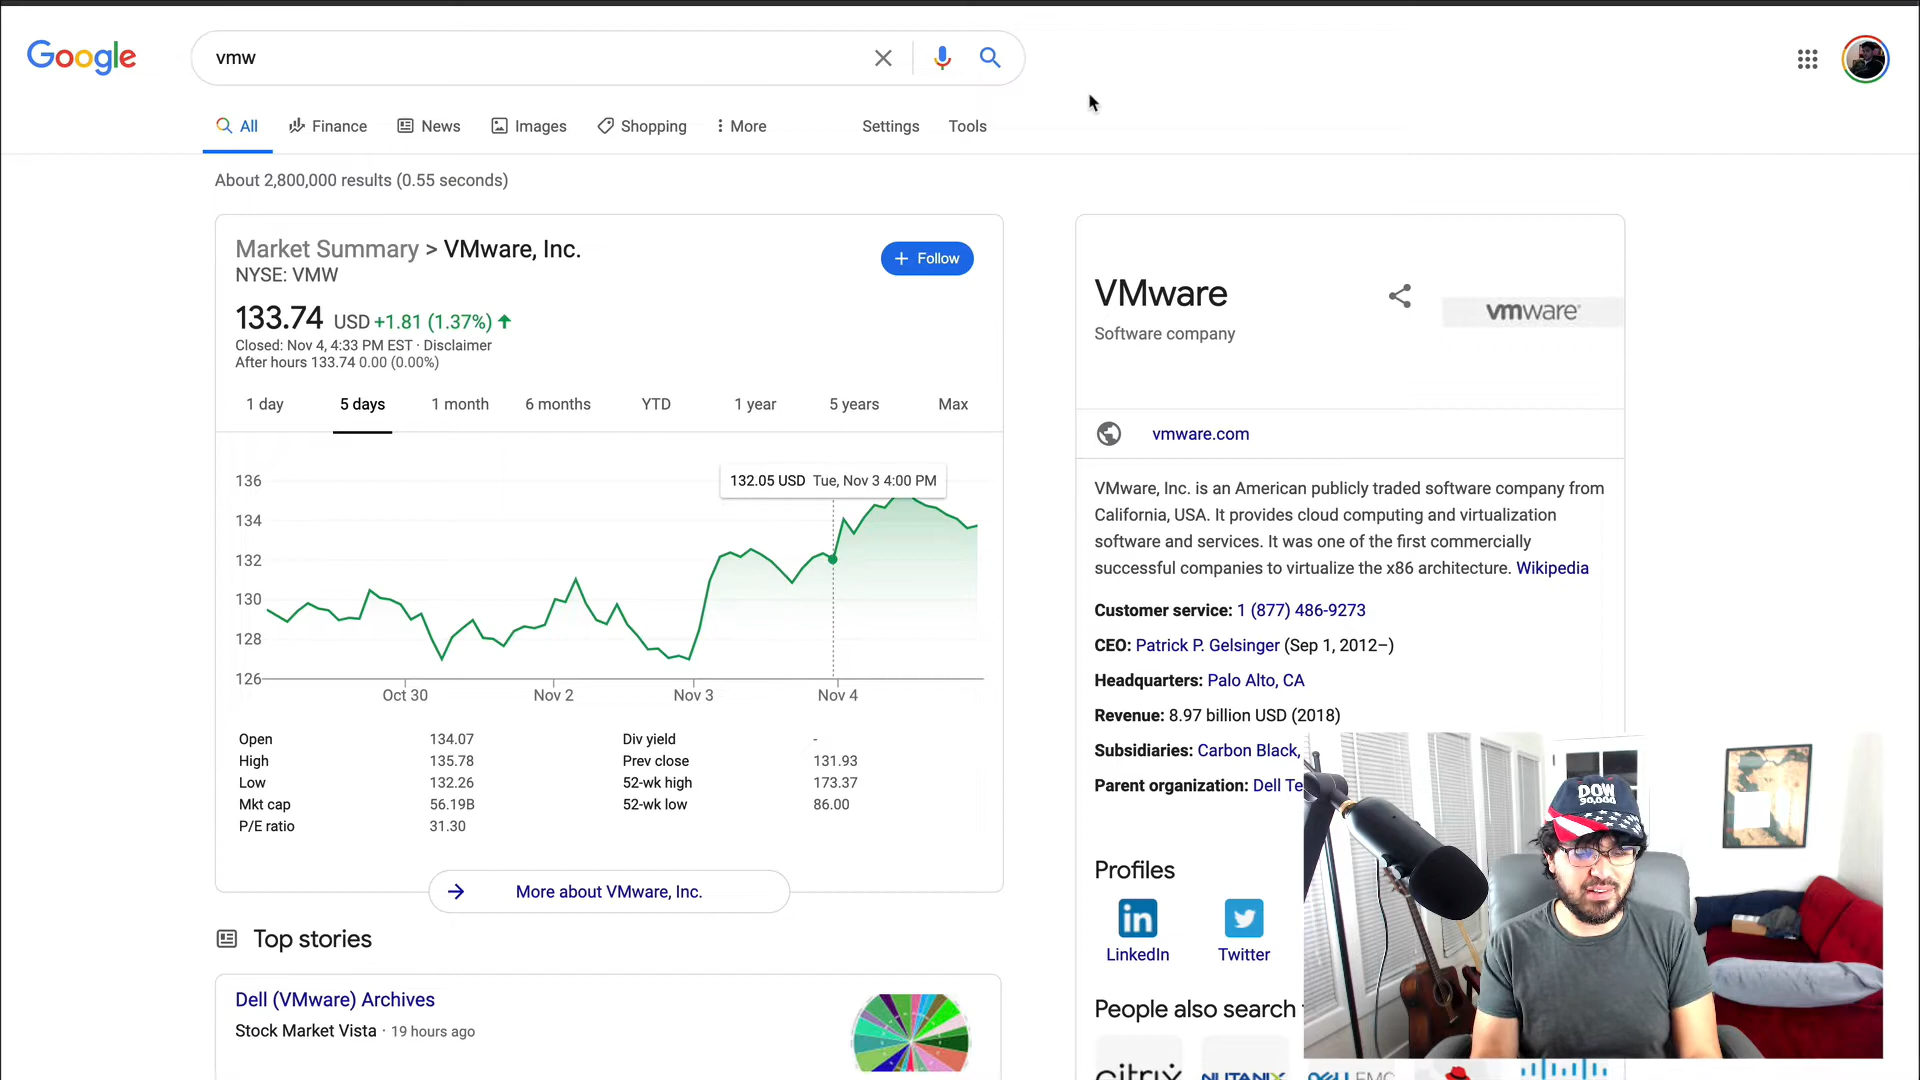 Google
vmw
All
Finance
News
Images
Shopping
More
Settings
Tools
About 2,800,000 results (0.55 seconds)
Market Summary > VMware, Inc.
NYSE: VMW
Follow
133.74 USD +1.81 (1.37%)
Closed: Nov 4, 4:33 PM EST · Disclaimer
After hours 133.74 0.00 (0.00%)
1 day
5 days
1 month
6 months
YTD
1 year
5 years
Max
132.05 USD Tue, Nov 3 4:00 PM
136
134
132
130
128
126
Oct 30
Nov 2
Nov 3
Nov 4
Open 134.07
High 135.78
Low 132.26
Mkt cap 56.19B
P/E ratio 31.30
Div yield -
Prev close 131.93
52-wk high 173.37
52-wk low 86.00
More about VMware, Inc.
Top stories
Dell (VMware) Archives
Stock Market Vista · 19 hours ago
VMware
Software company
vmware
vmware.com
VMware, Inc. is an American publicly traded software company from
California, USA. It provides cloud computing and virtualization
software and services. It was one of the first commercially
successful companies to virtualize the x86 architecture. Wikipedia
Customer service: 1 (877) 486-9273
CEO: Patrick P. Gelsinger (Sep 1, 2012–)
Headquarters: Palo Alto, CA
Revenue: 8.97 billion USD (2018)
Subsidiaries: Carbon Black,
Parent organization: Dell Te
Profiles
LinkedIn
Twitter
People also search
citrix
NUTANIX
DELL EMC
DOW
90,000